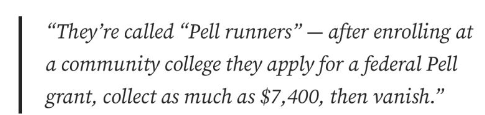 “They’re called “Pell runners” — after enrolling at
a community college they apply for a federal Pell
grant, collect as much as $7,400, then vanish.”